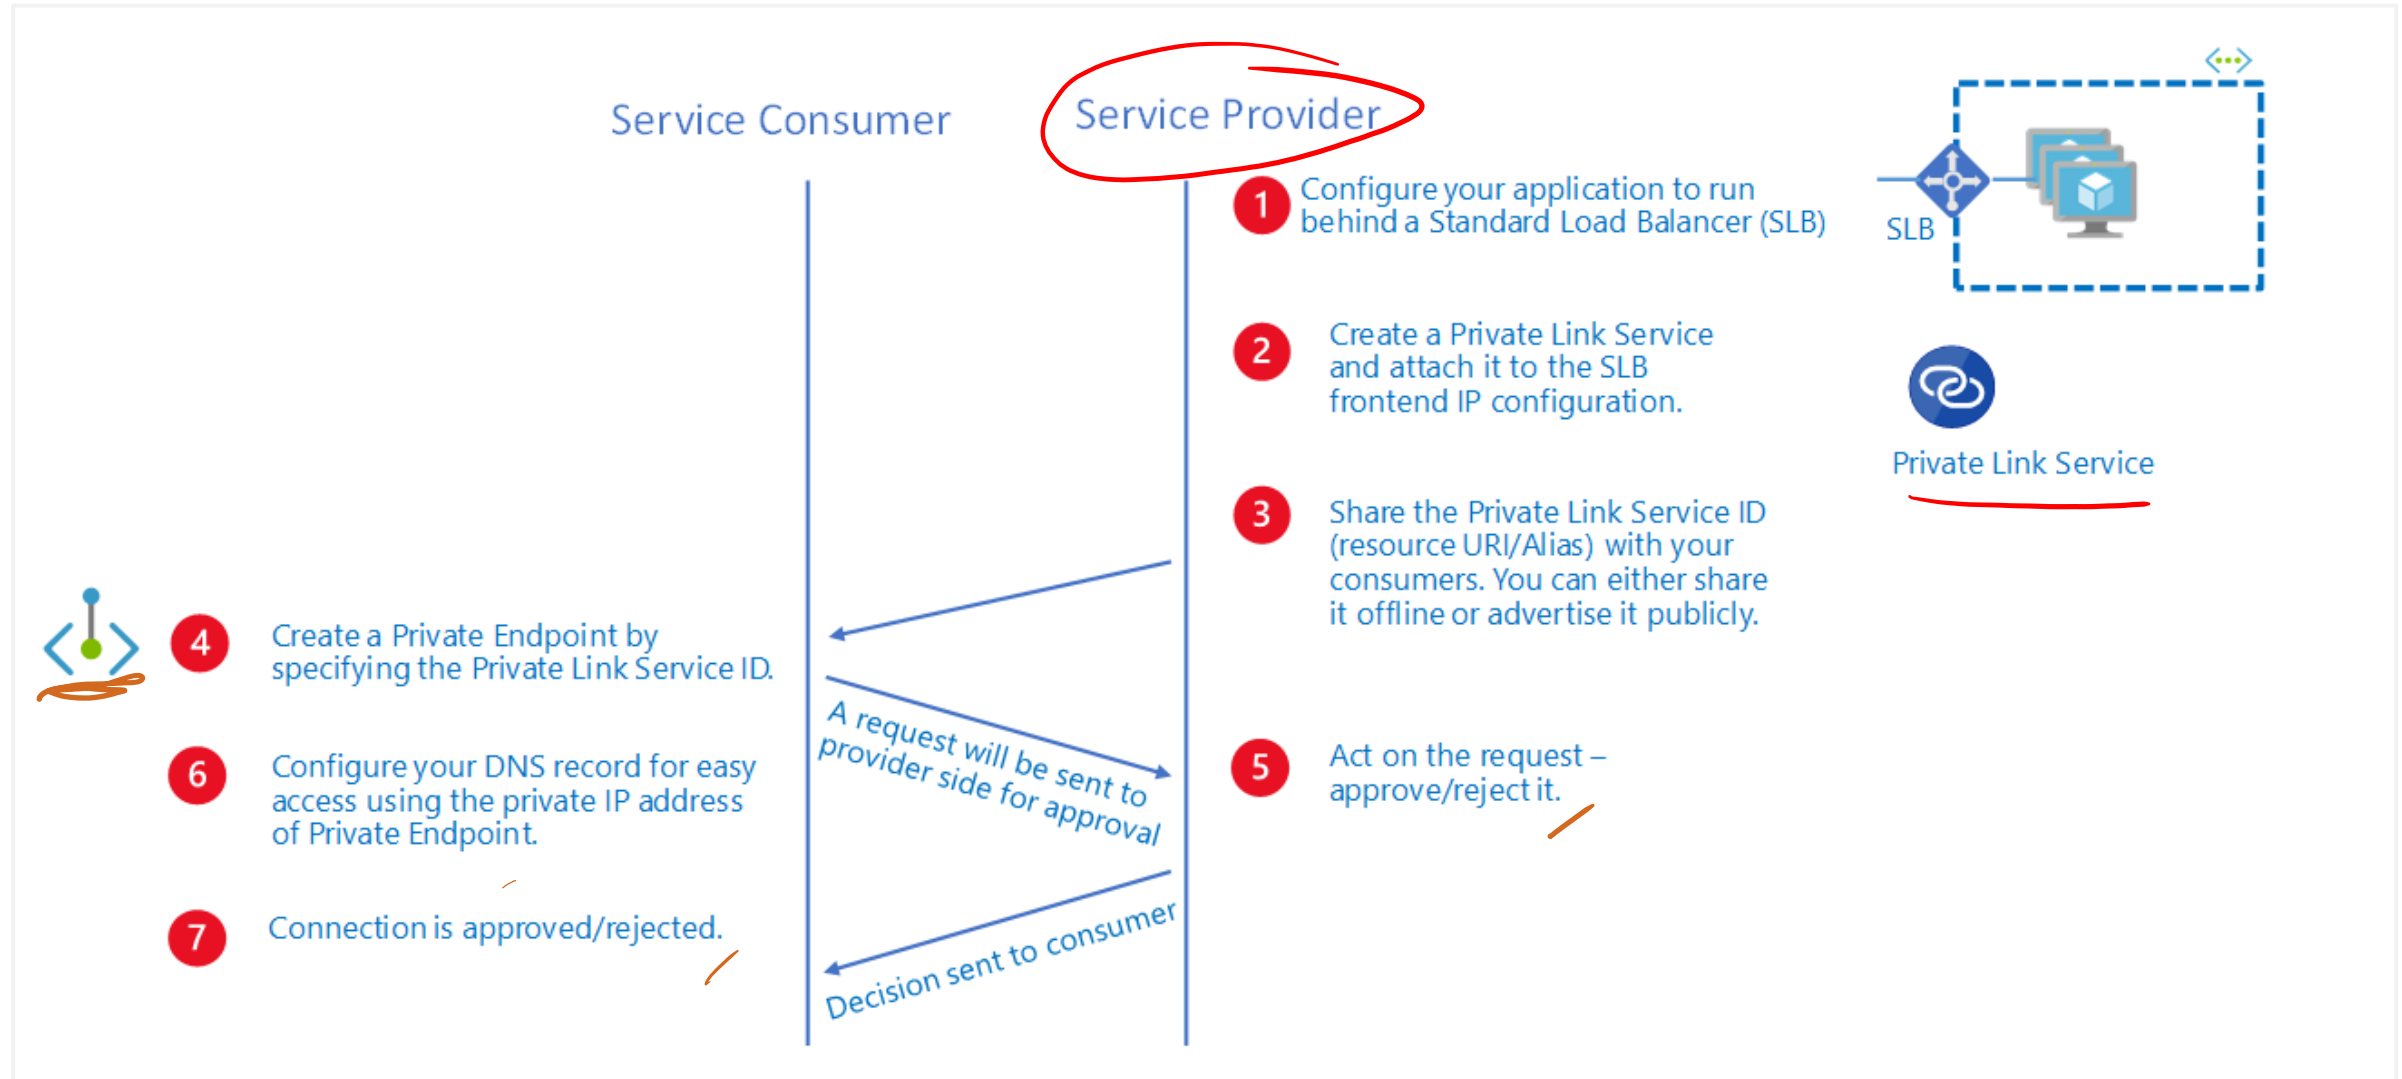 Service Consumer
Service Provider
1
Configure your application to run
behind a Standard Load Balancer (SLB)
SLB
2
Create a Private Link Service
and attach it to the SLB
frontend IP configuration.
Private Link Service
3
Share the Private Link Service ID
(resource URI/Alias) with your
consumers. You can either share
it offline or advertise it publicly.
4
Create a Private Endpoint by
specifying the Private Link Service ID.
A request will be sent to
provider side for approval
5
Act on the request –
approve/reject it.
6
Configure your DNS record for easy
access using the private IP address
of Private Endpoint.
7
Connection is approved/rejected.
Decision sent to consumer